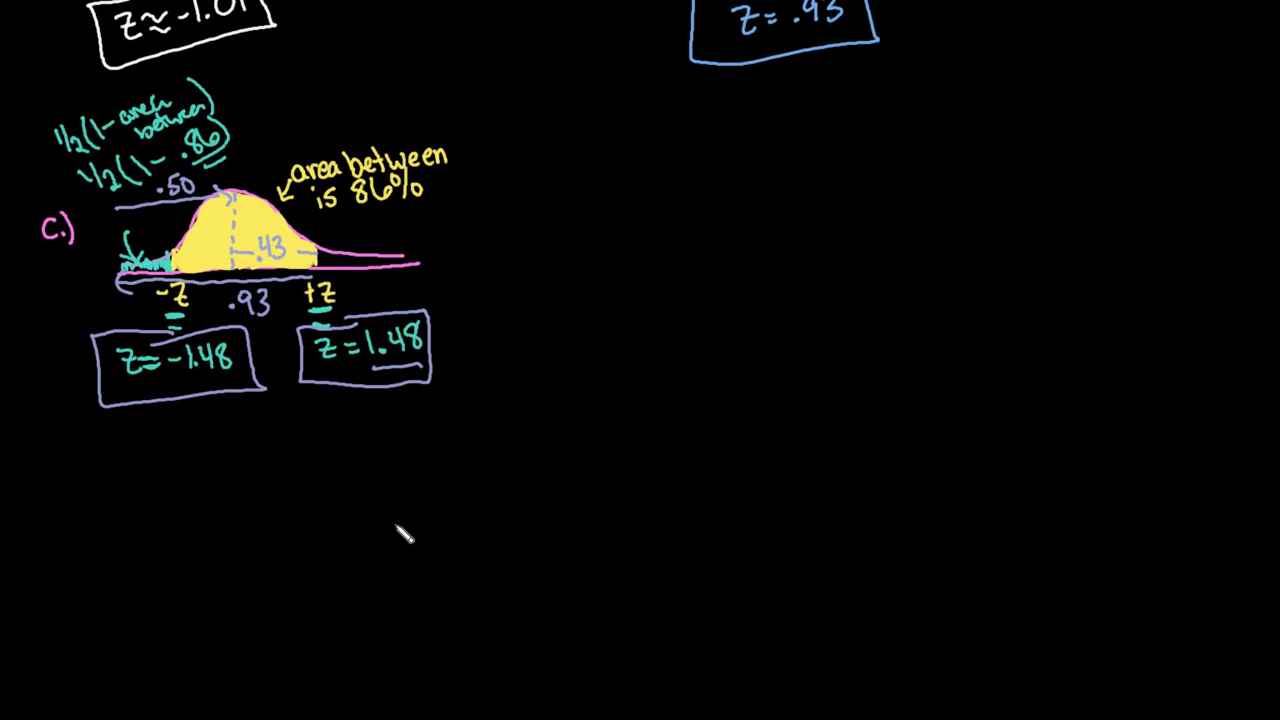 z ≈ -1.01
z = .93
1/2(1 - area between)
1/2(1 - .86)
.50
area between
is 86%
C.)
.43
-z
.93
+z
z = -1.48
z = 1.48